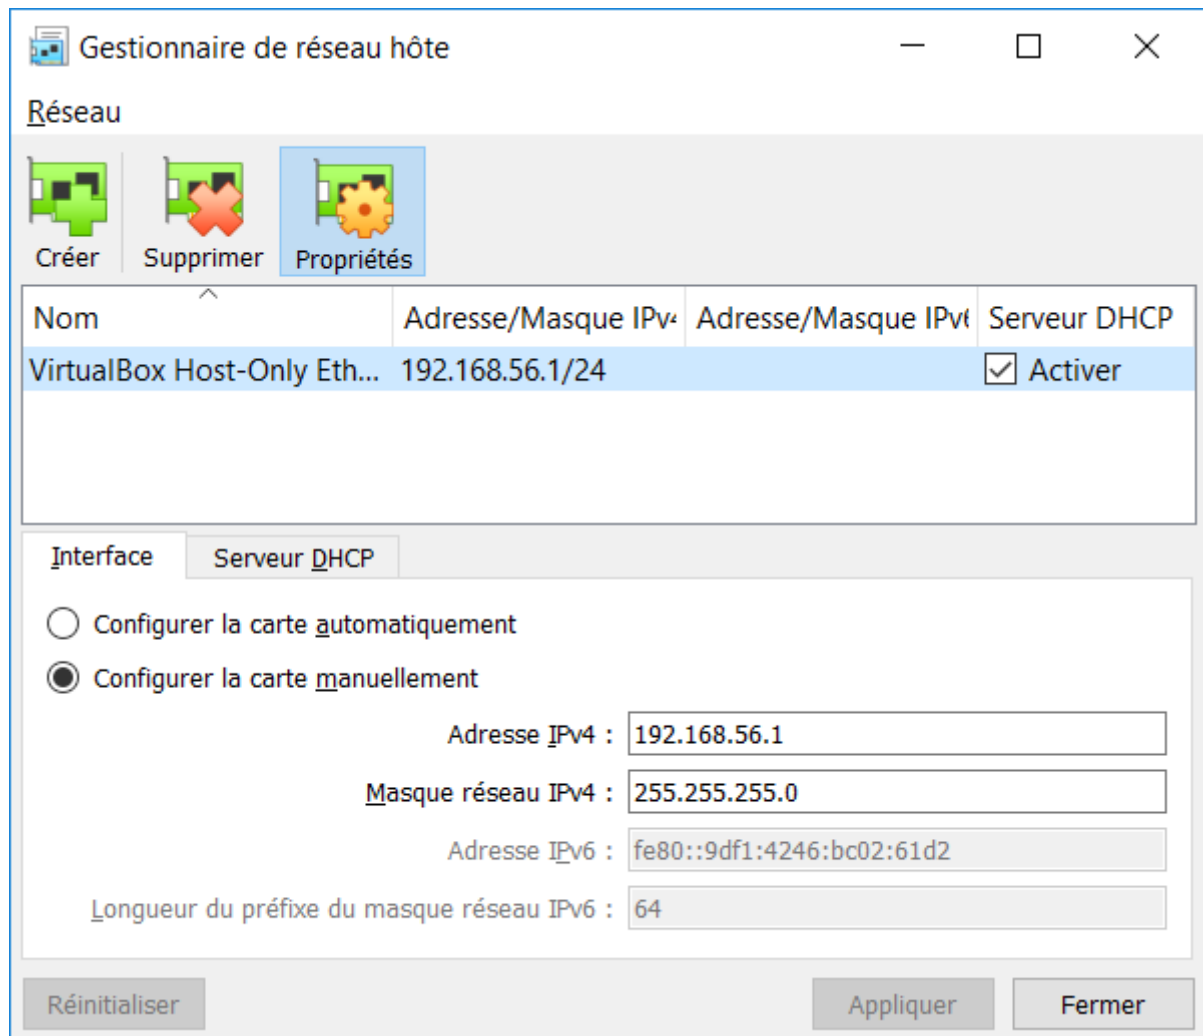 Gestionnaire de réseau hôte
Réseau
Créer Supprimer Propriétés
Nom Adresse/Masque IPv4 Adresse/Masque IPv6 Serveur DHCP
VirtualBox Host-Only Eth... 192.168.56.1/24 Activer
Interface Serveur DHCP
Configurer la carte automatiquement
Configurer la carte manuellement
Adresse IPv4 : 192.168.56.1
Masque réseau IPv4 : 255.255.255.0
Adresse IPv6 : fe80::9df1:4246:bc02:61d2
Longueur du préfixe du masque réseau IPv6 : 64
Réinitialiser Appliquer Fermer